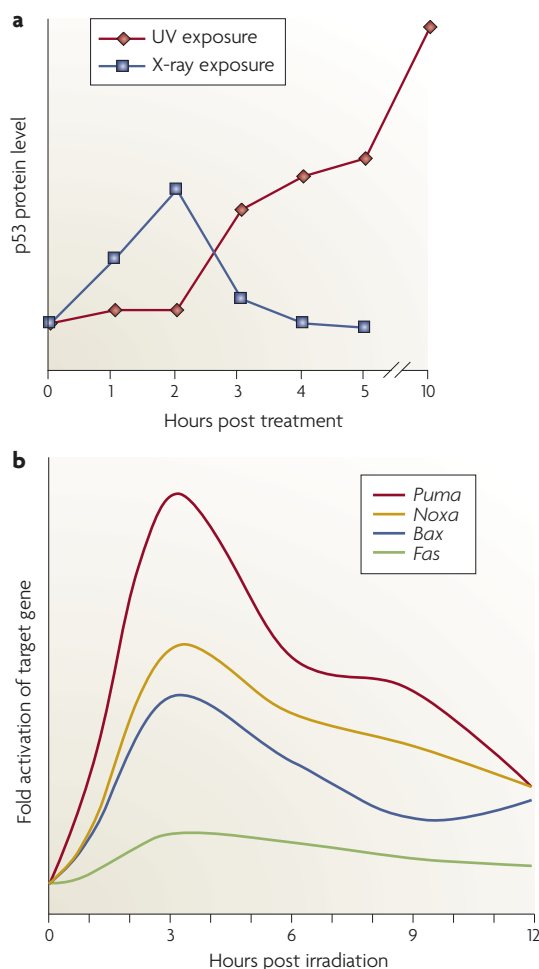 a
UV exposure
X-ray exposure
p53 protein level
0 1 2 3 4 5 10
Hours post treatment
b
Puma
Noxa
Bax
Fas
Fold activation of target gene
0 3 6 9 12
Hours post irradiation